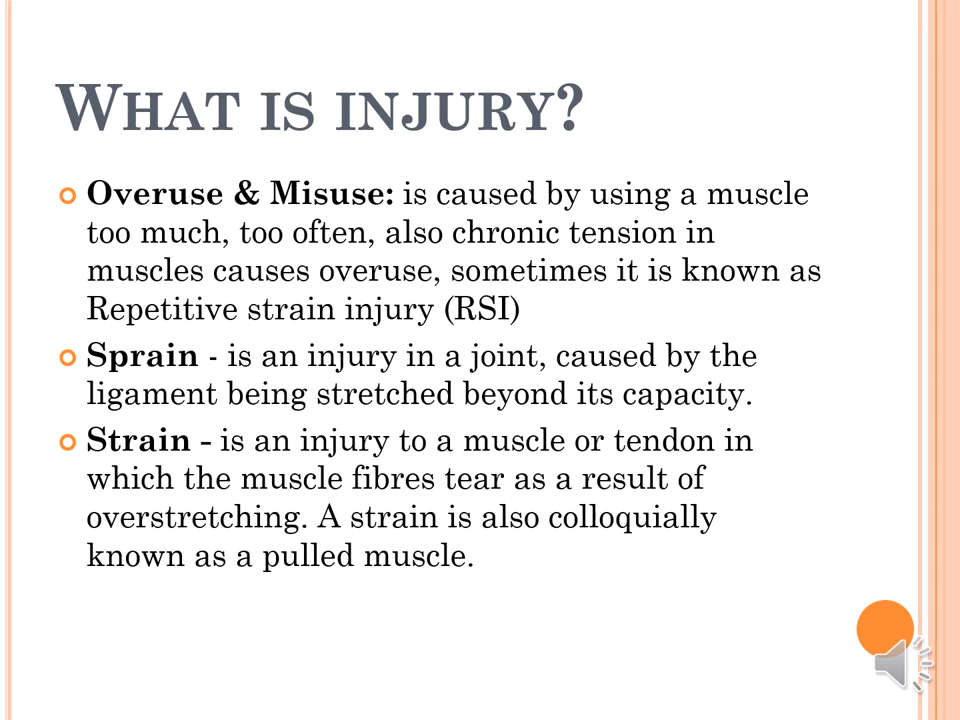 WHAT IS INJURY?
Overuse & Misuse: is caused by using a muscle
too much, too often, also chronic tension in
muscles causes overuse, sometimes it is known as
Repetitive strain injury (RSI)
Sprain - is an injury in a joint, caused by the
ligament being stretched beyond its capacity.
Strain - is an injury to a muscle or tendon in
which the muscle fibres tear as a result of
overstretching. A strain is also colloquially
known as a pulled muscle.